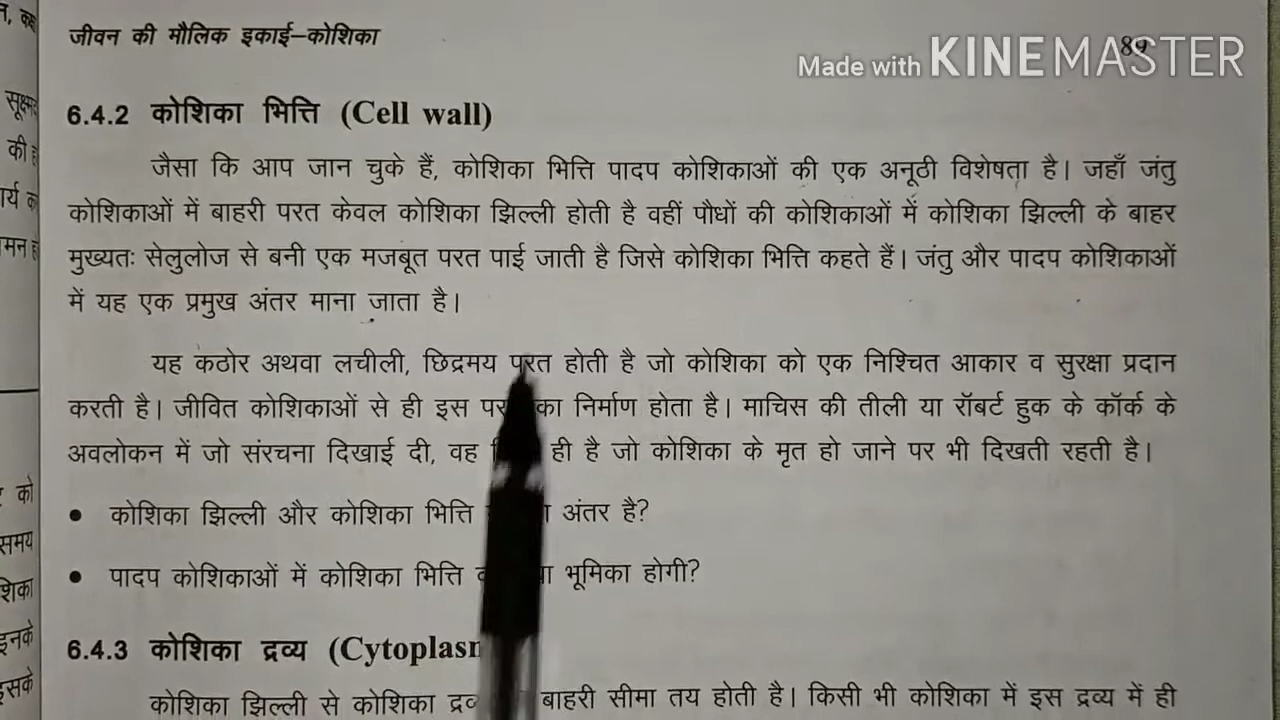 जीवन की मौलिक इकाई–कोशिका
89
Made with KINEMASTER
6.4.2 कोशिका भित्ति (Cell wall)
जैसा कि आप जान चुके हैं, कोशिका भित्ति पादप कोशिकाओं की एक अनूठी विशेषता है। जहाँ जंतु
कोशिकाओं में बाहरी परत केवल कोशिका झिल्ली होती है वहीं पौधों की कोशिकाओं में कोशिका झिल्ली के बाहर
मुख्यतः सेलुलोज से बनी एक मजबूत परत पाई जाती है जिसे कोशिका भित्ति कहते हैं। जंतु और पादप कोशिकाओं
में यह एक प्रमुख अंतर माना जाता है।
यह कठोर अथवा लचीली, छिद्रमय परत होती है जो कोशिका को एक निश्चित आकार व सुरक्षा प्रदान
करती है। जीवित कोशिकाओं से ही इस का निर्माण होता है। माचिस की तीली या रॉबर्ट हुक के कॉर्क के
अवलोकन में जो संरचना दिखाई दी, वह ही है जो कोशिका के मृत हो जाने पर भी दिखती रहती है।
• कोशिका झिल्ली और कोशिका भित्ति अंतर है?
• पादप कोशिकाओं में कोशिका भित्ति भूमिका होगी?
6.4.3 कोशिका द्रव्य (Cytoplasm
कोशिका झिल्ली से कोशिका बाहरी सीमा तय होती है। किसी भी कोशिका में इस द्रव्य में ही
को
समय
इनके